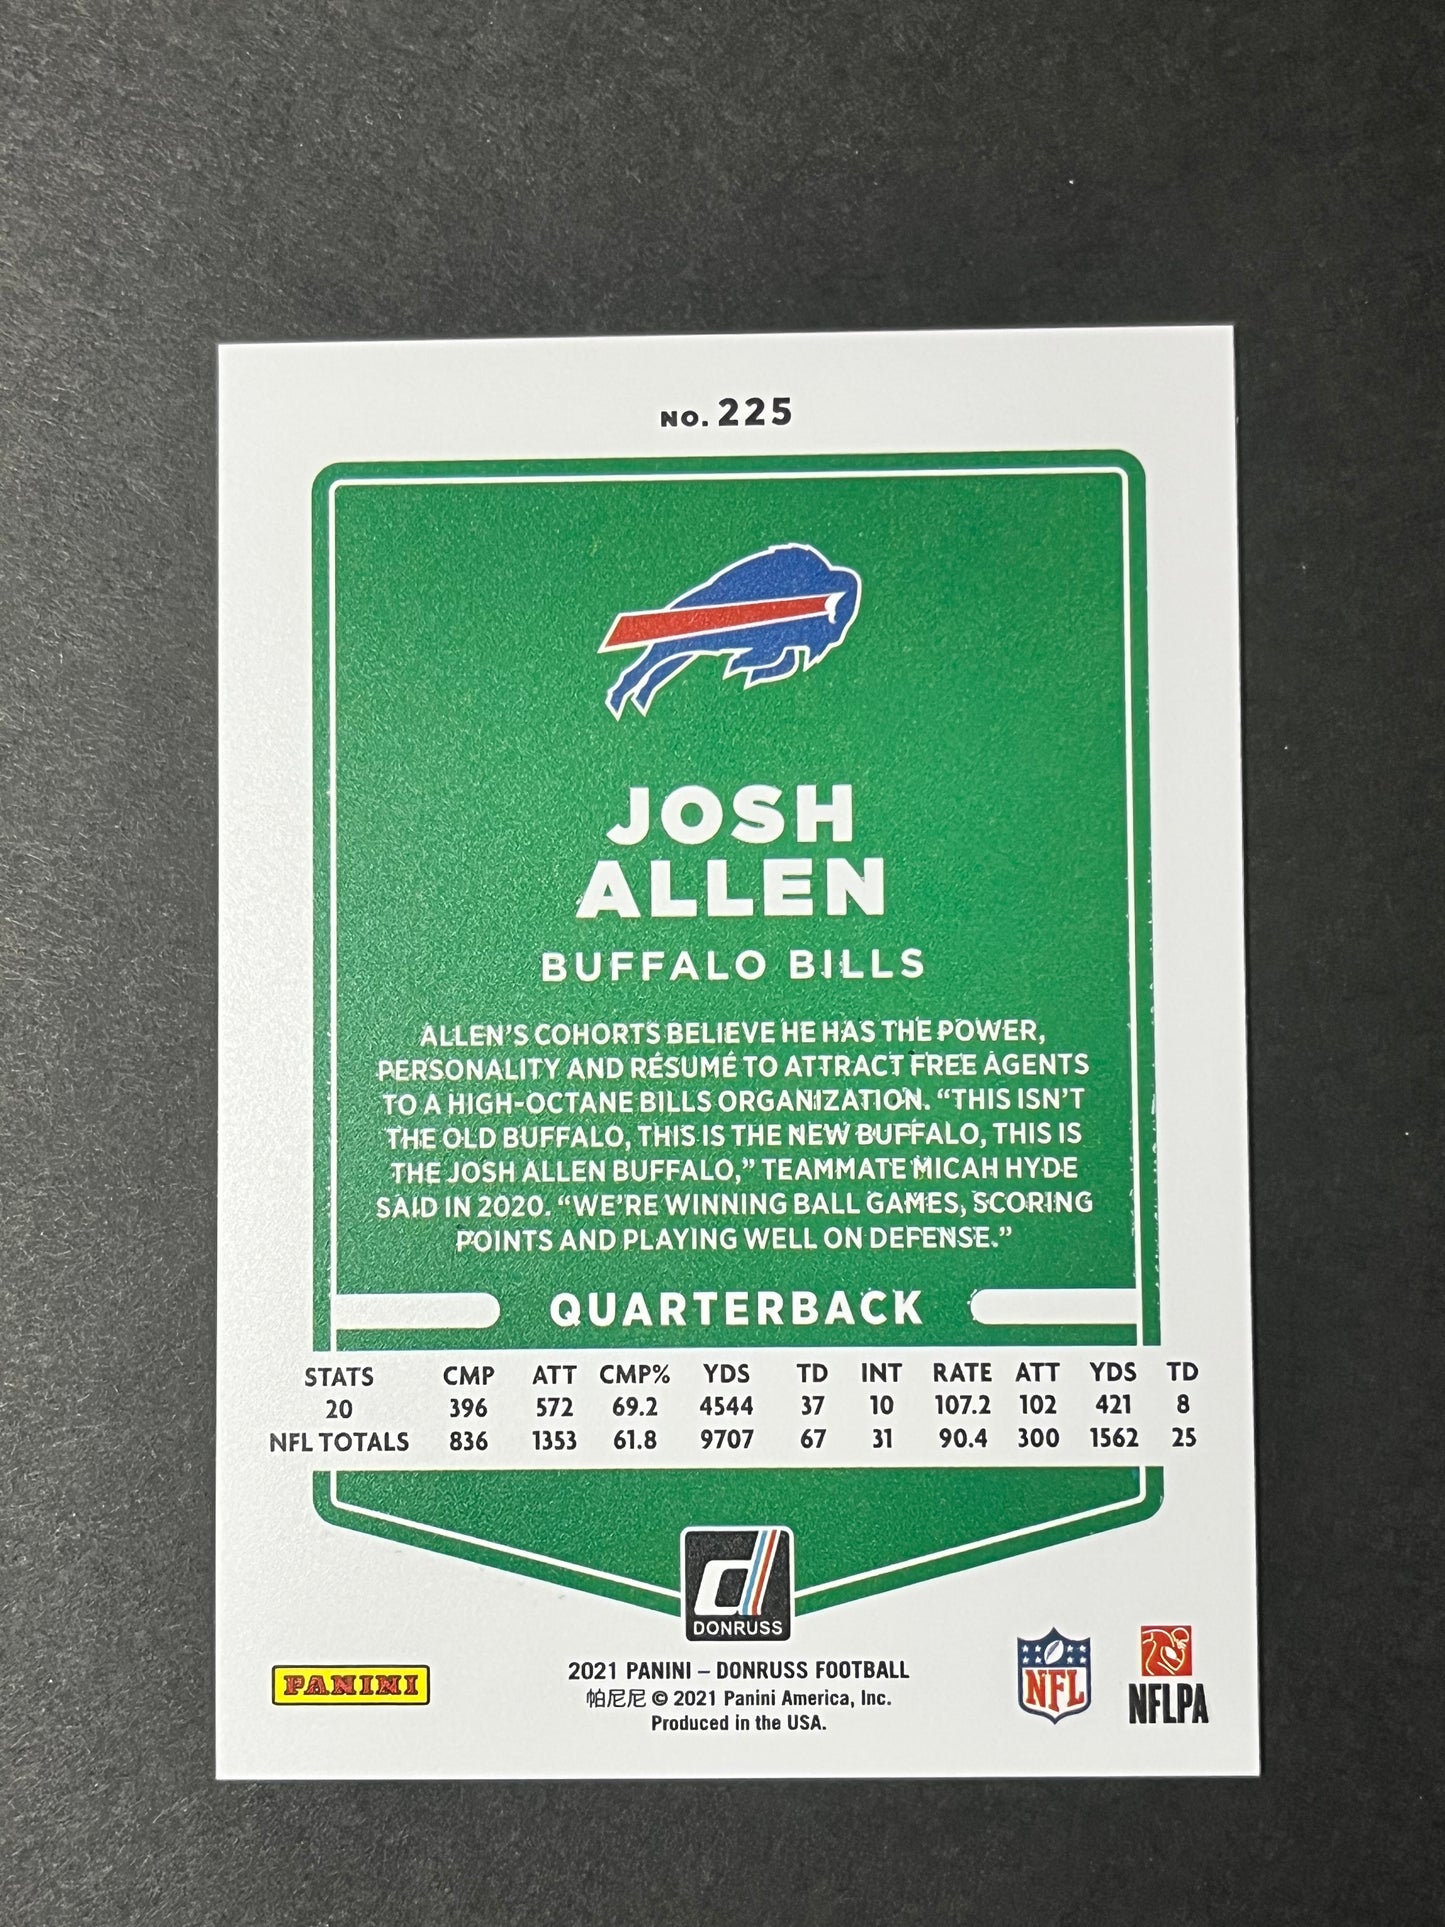 NO. 225
JOSH
ALLEN
BUFFALO BILLS
ALLEN'S COHORTS BELIEVE HE HAS THE POWER,
PERSONALITY AND RÉSUMÉ TO ATTRACT FREE AGENTS
TO A HIGH-OCTANE BILLS ORGANIZATION. “THIS ISN'T
THE OLD BUFFALO, THIS IS THE NEW BUFFALO, THIS IS
THE JOSH ALLEN BUFFALO,” TEAMMATE MICAH HYDE
SAID IN 2020. “WE'RE WINNING BALL GAMES, SCORING
POINTS AND PLAYING WELL ON DEFENSE.”
QUARTERBACK
STATS CMP ATT CMP% YDS TD INT RATE ATT YDS TD
20 396 572 69.2 4544 37 10 107.2 102 421 8
NFL TOTALS 836 1353 61.8 9707 67 31 90.4 300 1562 25
d
DONRUSS
PANINI
2021 PANINI – DONRUSS FOOTBALL
帕尼尼 © 2021 Panini America, Inc.
Produced in the USA.
NFL
NFLPA